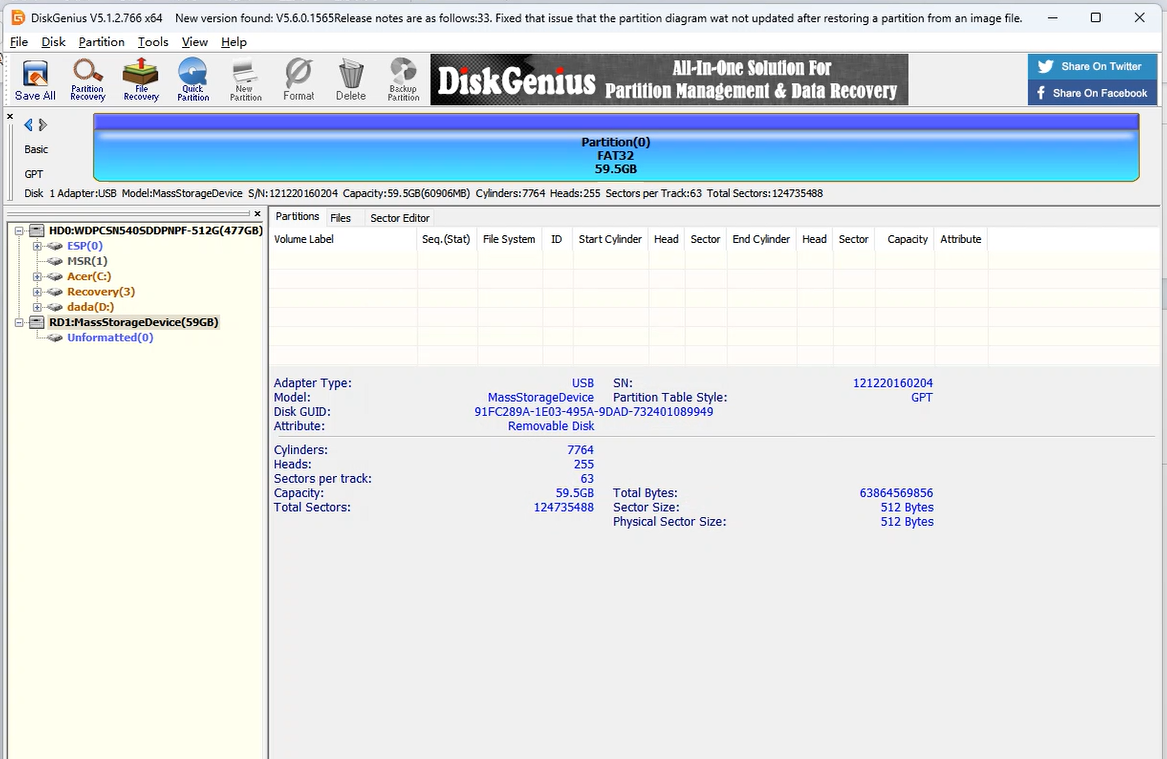 DiskGenius V5.1.2.766 x64 New version found: V5.6.0.1565Release notes are as follows:33. Fixed that issue that the partition diagram wat not updated after restoring a partition from an image file.
File Disk Partition Tools View Help
Save All
Partition Recovery
File Recovery
Quick Partition
New Partition
Format
Delete
Backup Partition
DiskGenius
All-In-One Solution For
Partition Management & Data Recovery
Share On Twitter
Share On Facebook
Basic
GPT
Partition(0)
FAT32
59.5GB
Disk 1 Adapter:USB Model:MassStorageDevice S/N:121220160204 Capacity:59.5GB(60906MB) Cylinders:7764 Heads:255 Sectors per Track:63 Total Sectors:124735488
HD0:WDPCSN540SDDPNPF-512G(477GB)
ESP(0)
MSR(1)
Acer(C:)
Recovery(3)
dada(D:)
RD1:MassStorageDevice(59GB)
Unformatted(0)
Partitions Files Sector Editor
Volume Label Seq.(Stat) File System ID Start Cylinder Head Sector End Cylinder Head Sector Capacity Attribute
Adapter Type: USB SN: 121220160204
Model: MassStorageDevice Partition Table Style: GPT
Disk GUID: 91FC289A-1E03-495A-9DAD-732401089949
Attribute: Removable Disk
Cylinders: 7764
Heads: 255
Sectors per track: 63
Capacity: 59.5GB Total Bytes: 63864569856
Total Sectors: 124735488 Sector Size: 512 Bytes
Physical Sector Size: 512 Bytes